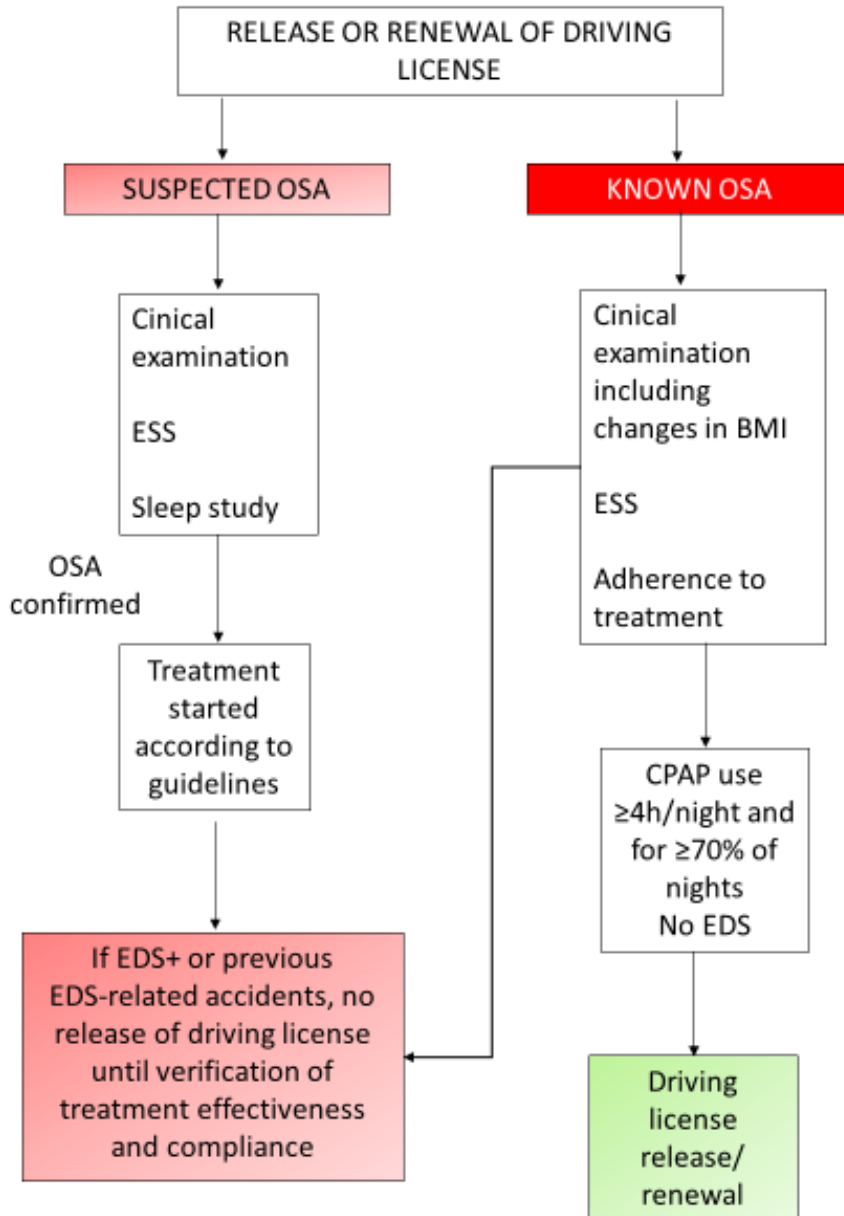 RELEASE OR RENEWAL OF DRIVING
LICENSE
SUSPECTED OSA
KNOWN OSA
Cinical
examination
ESS
Sleep study
Cinical
examination
including
changes in BMI
ESS
Adherence to
treatment
OSA
confirmed
Treatment
started
according to
guidelines
CPAP use
≥4h/night and
for ≥70% of
nights
No EDS
If EDS+ or previous
EDS-related accidents, no
release of driving license
until verification of
treatment effectiveness
and compliance
Driving
license
release/
renewal